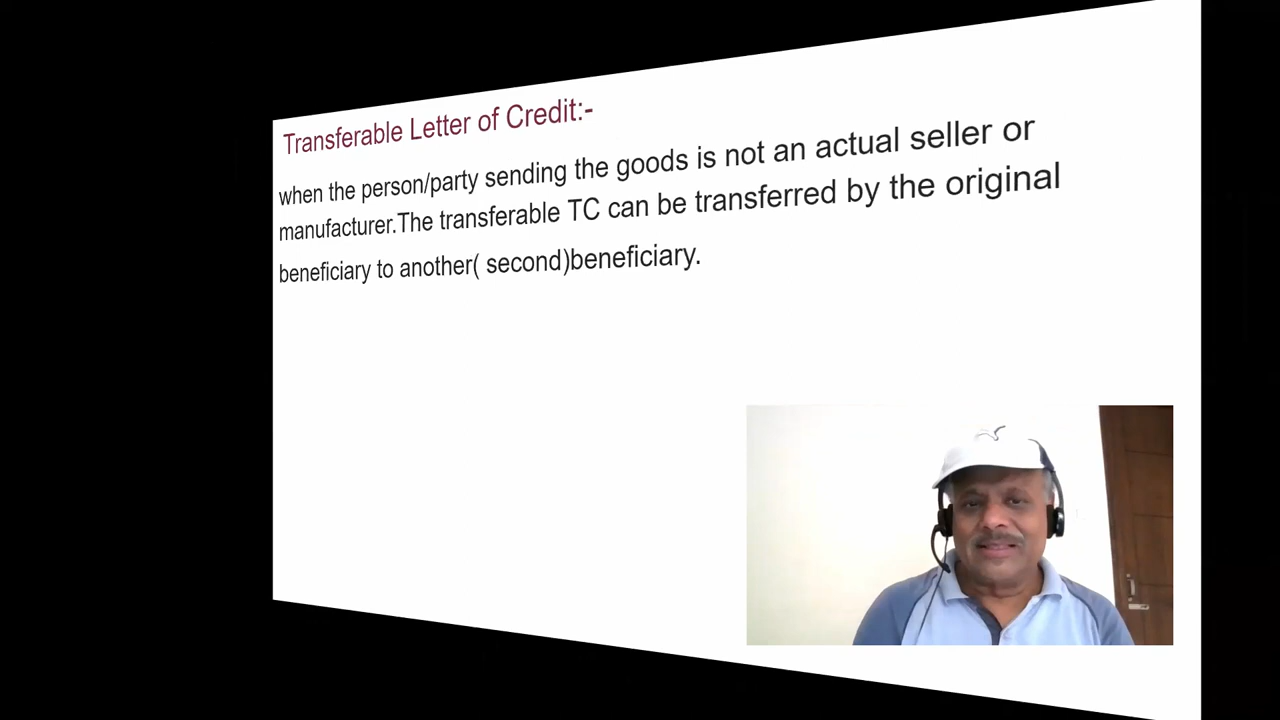 Transferable Letter of Credit:-
when the person/party sending the goods is not an actual seller or
manufacturer.The transferable TC can be transferred by the original
beneficiary to another( second)beneficiary.